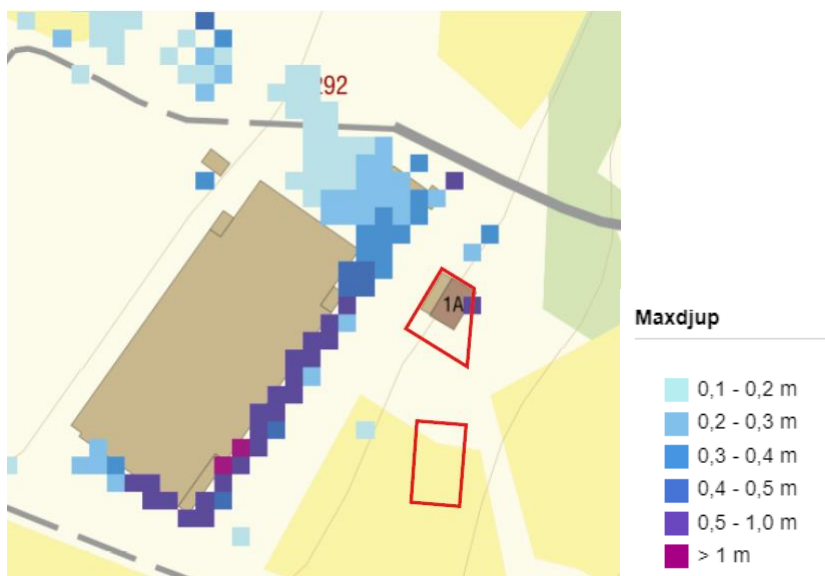 292
1A
Maxdjup
0,1 - 0,2 m
0,2 - 0,3 m
0,3 - 0,4 m
0,4 - 0,5 m
0,5 - 1,0 m
> 1 m